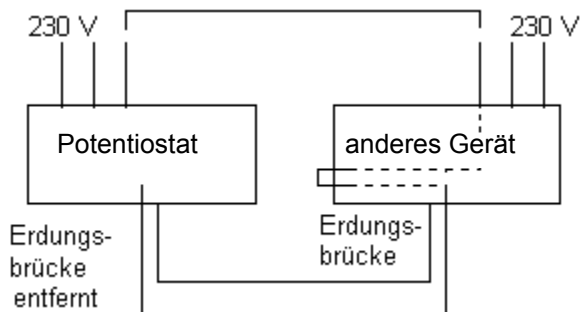 230 V
230 V
Potentiostat
anderes Gerät
Erdungs-
brücke
entfernt
Erdungs-
brücke